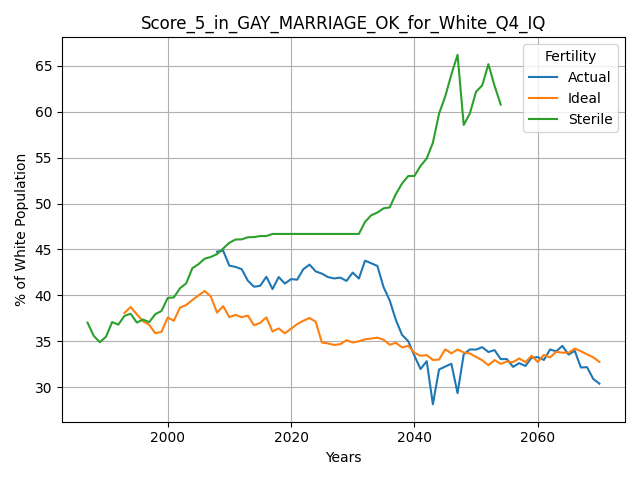 Score_5_in_GAY_MARRIAGE_OK_for_White_Q4_IQ
Fertility
Actual
Ideal
Sterile
% of White Population
65
60
55
50
45
40
35
30
2000
2020
2040
2060
Years